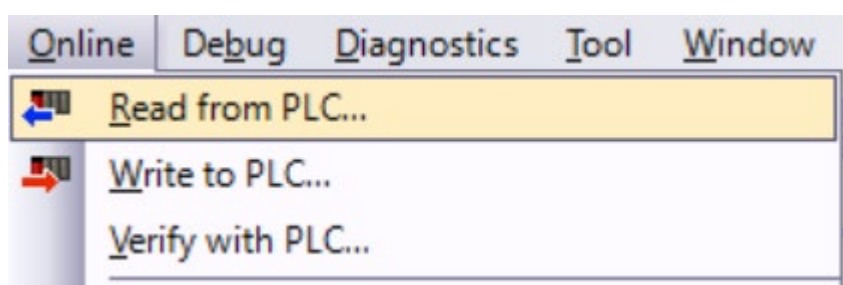 Online Debug Diagnostics Tool Window
Read from PLC...
Write to PLC...
Verify with PLC...